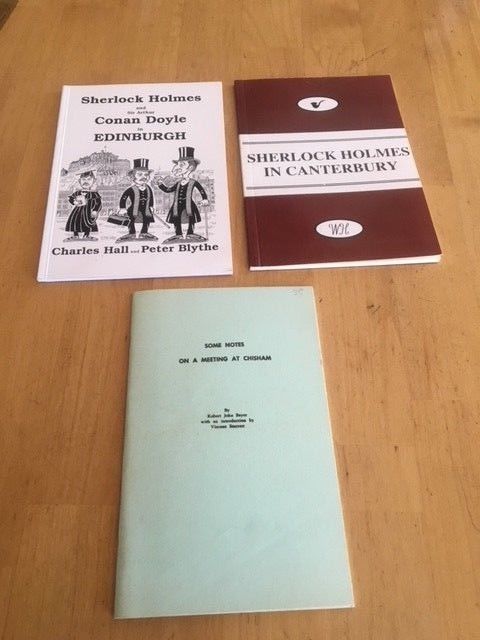 Sherlock Holmes
and
Sir Arthur
Conan Doyle
in
EDINBURGH
Charles Hall and Peter Blythe
SHERLOCK HOLMES
IN CANTERBURY
SOME NOTES
ON A MEETING AT CHISHAM
By
Robert John Bayer
with an introduction by
Vincent Starrett